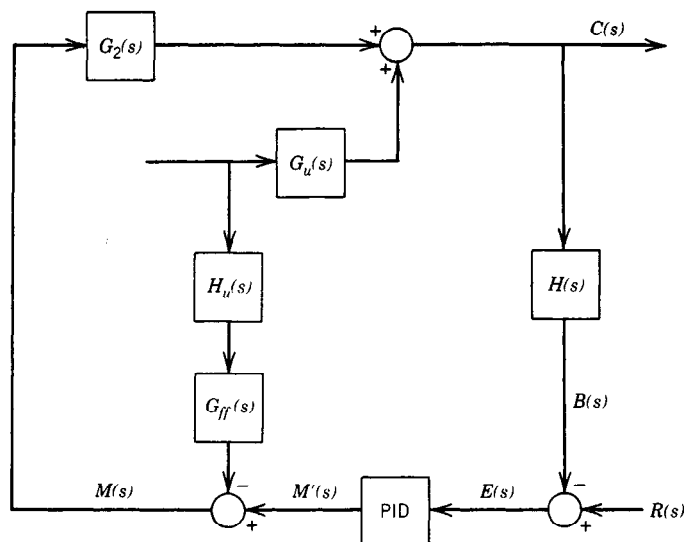 C(s)
G₂(s)
+
+
Gᵤ(s)
Hᵤ(s)
H(s)
G_ff(s)
B(s)
−
−
M(s)
M′(s)
PID
E(s)
+
+
R(s)